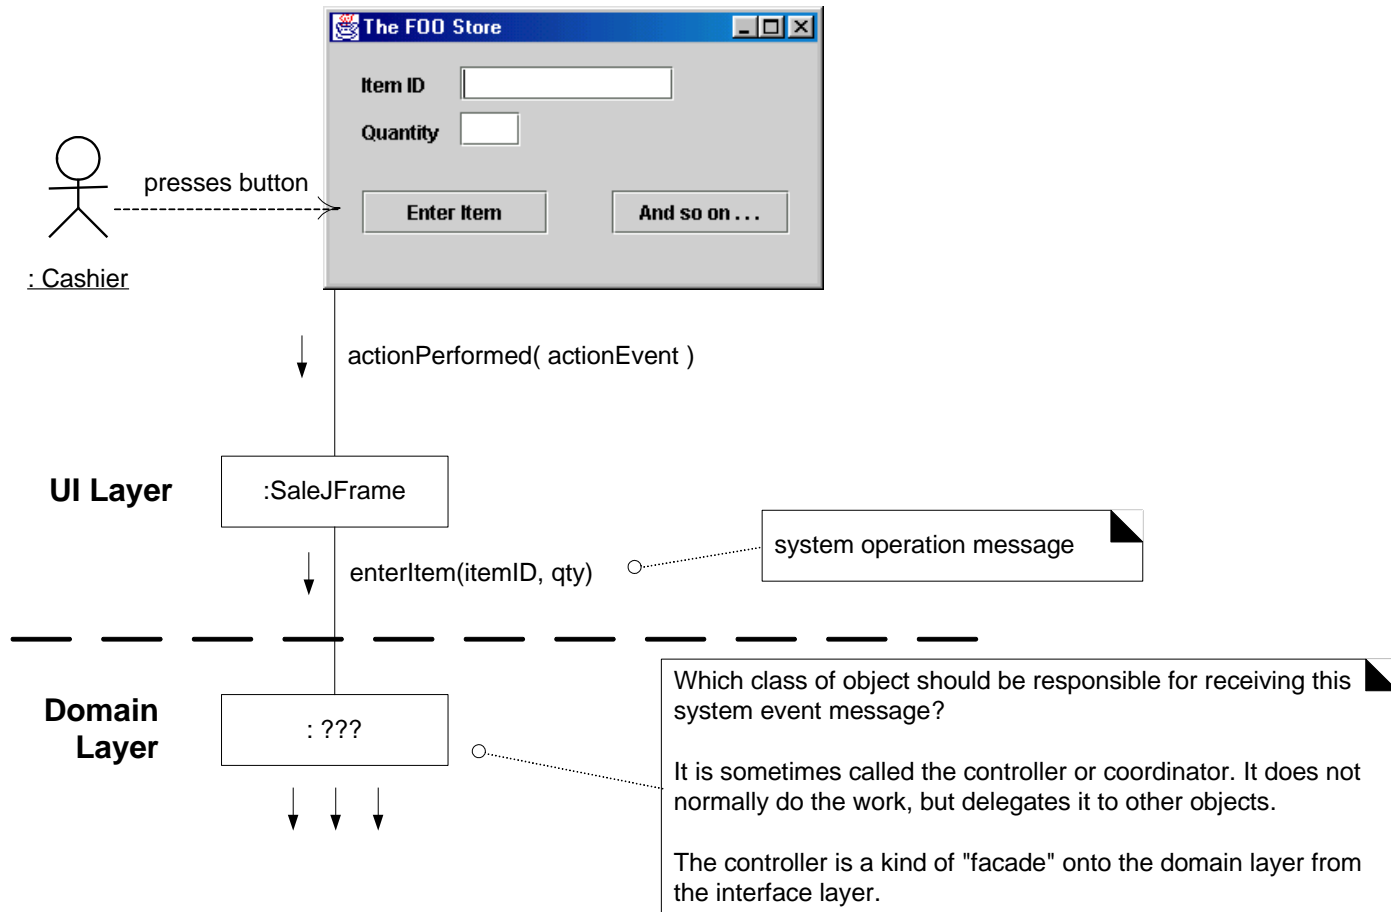 The FOO Store
Item ID
Quantity
presses button
Enter Item
And so on . . .
: Cashier
actionPerformed( actionEvent )
UI Layer
:SaleJFrame
system operation message
enterItem(itemID, qty)
Which class of object should be responsible for receiving this
system event message?
It is sometimes called the controller or coordinator. It does not
normally do the work, but delegates it to other objects.
The controller is a kind of "facade" onto the domain layer from
the interface layer.
Domain
Layer
: ???